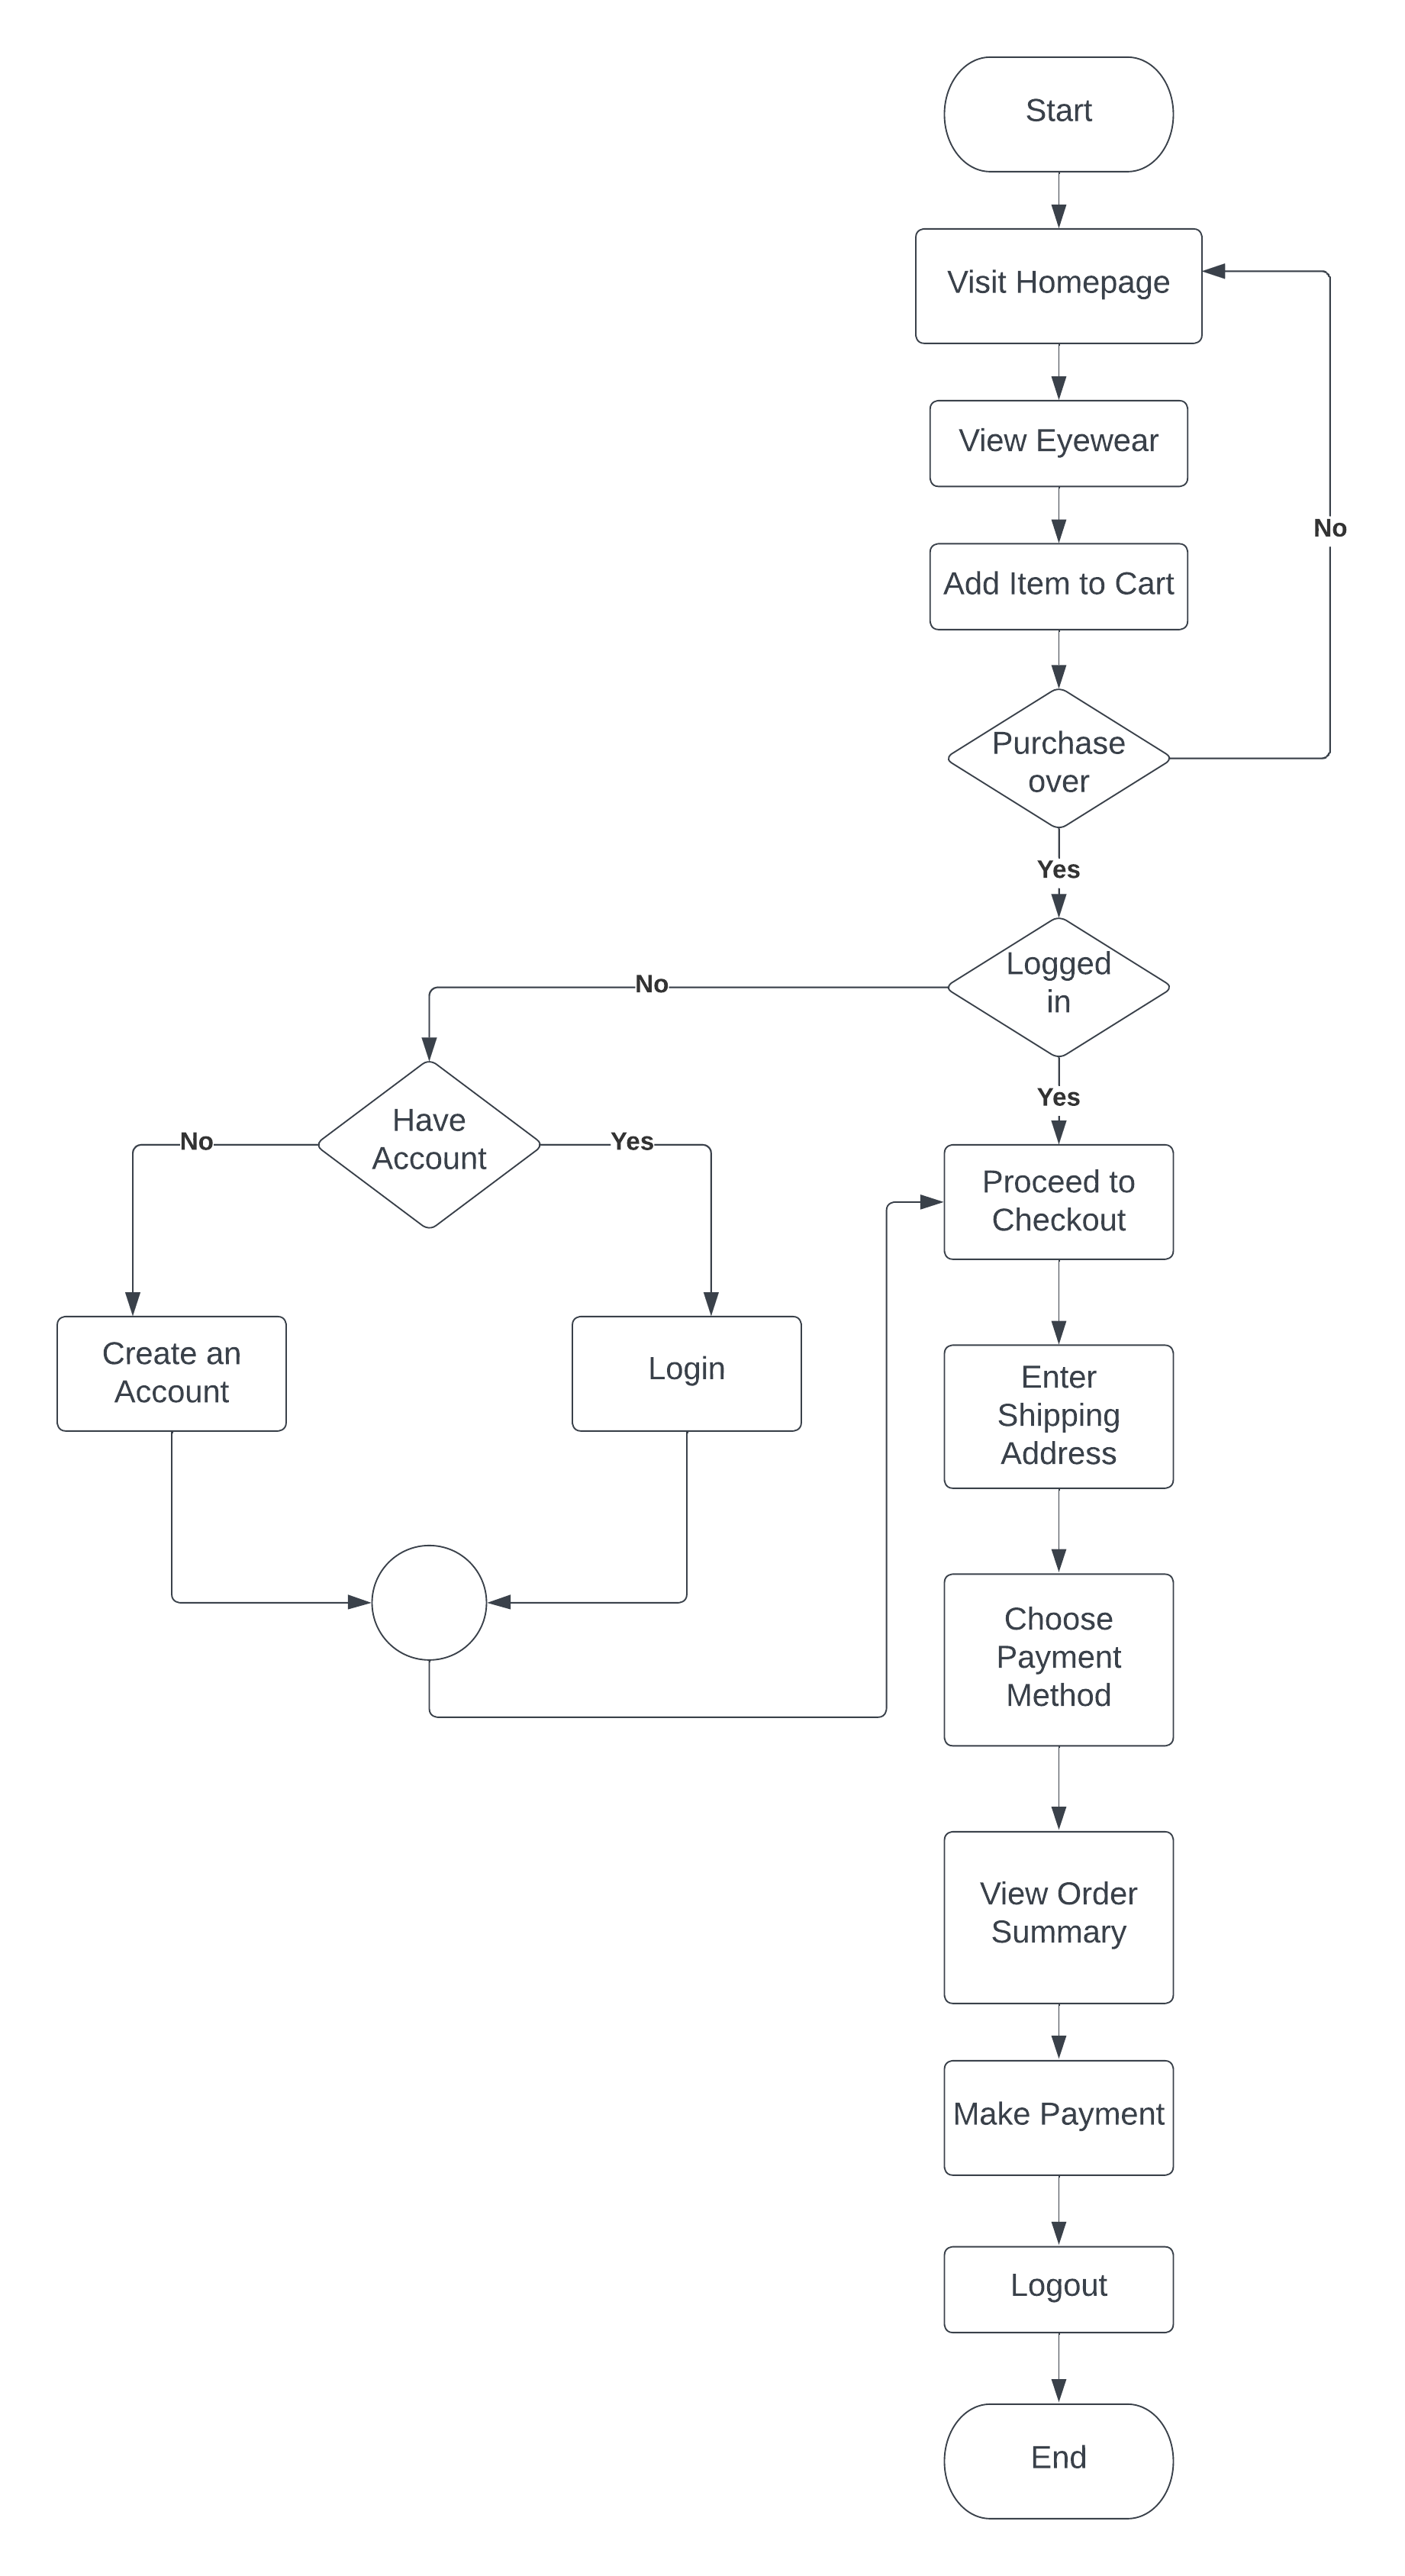 Start
Visit Homepage
View Eyewear
No
Add Item to Cart
Purchase
over
Yes
Logged
in
No
Yes
Have
Account
No
Yes
Proceed to
Checkout
Create an
Account
Login
Enter
Shipping
Address
Choose
Payment
Method
View Order
Summary
Make Payment
Logout
End